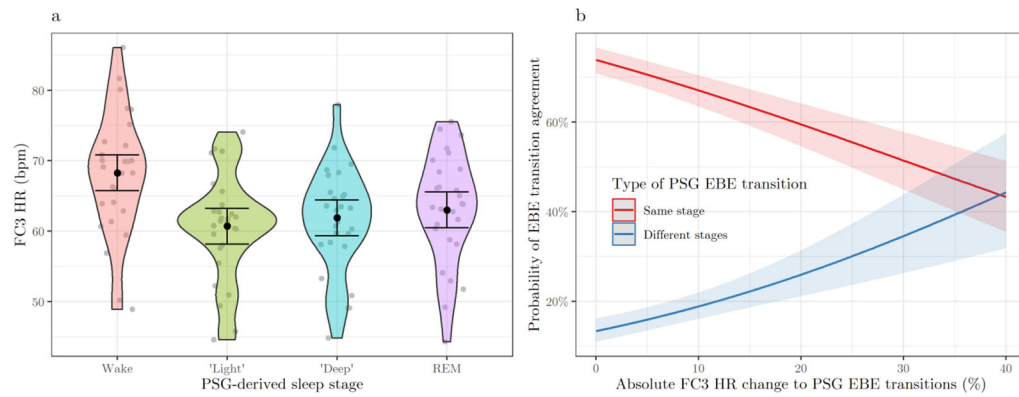 a
FC3 HR (bpm)
80
70
60
50
Wake
'Light'
'Deep'
REM
PSG-derived sleep stage
b
Probability of EBE transition agreement
60%
40%
20%
Type of PSG EBE transition
Same stage
Different stages
0
10
20
30
40
Absolute FC3 HR change to PSG EBE transitions (%)